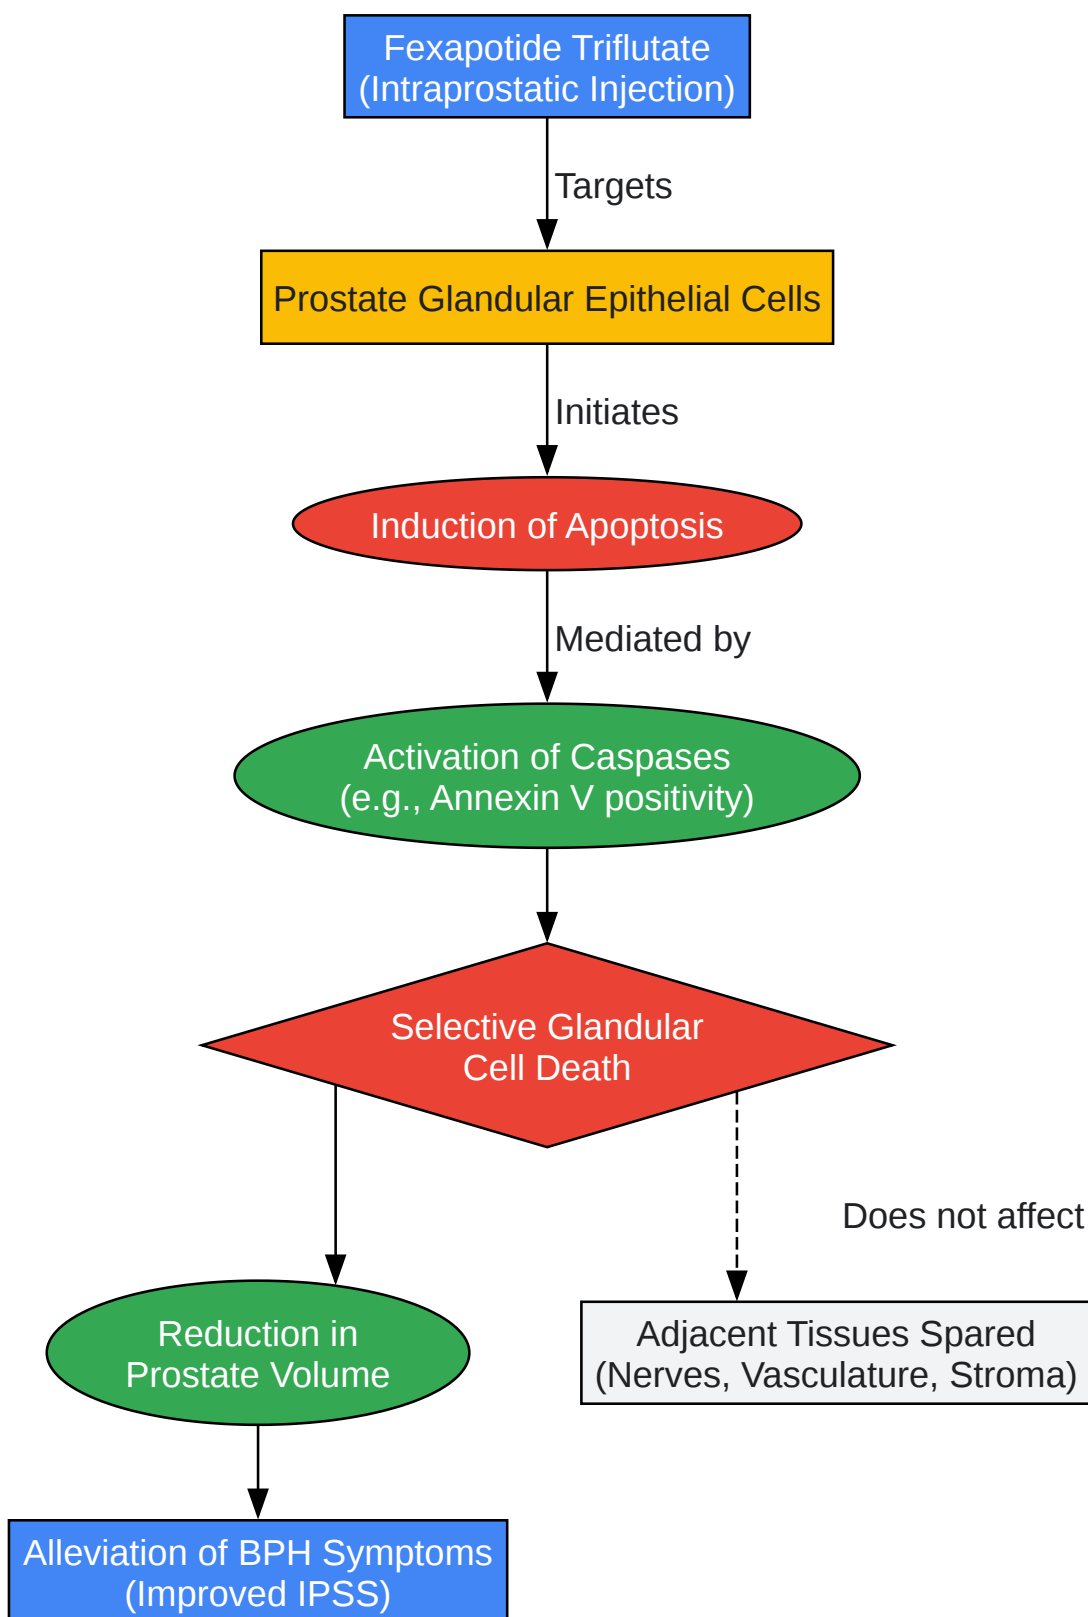 Fexapotide Triflutate
(Intraprostatic Injection)
Targets
Prostate Glandular Epithelial Cells
Initiates
Induction of Apoptosis
Mediated by
Activation of Caspases
(e.g., Annexin V positivity)
Selective Glandular
Cell Death
Does not affect
Reduction in
Prostate Volume
Adjacent Tissues Spared
(Nerves, Vasculature, Stroma)
Alleviation of BPH Symptoms
(Improved IPSS)